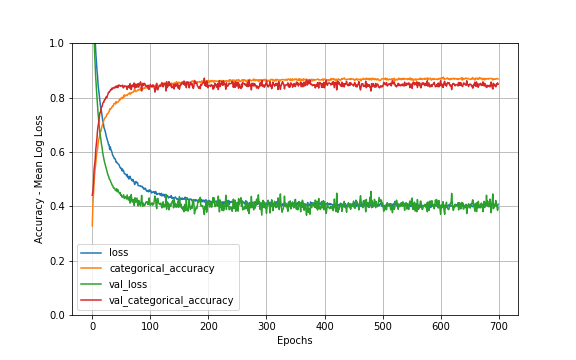 1.0
0.8
0.6
0.4
0.2
0.0
Accuracy - Mean Log Loss
loss
categorical_accuracy
val_loss
val_categorical_accuracy
0 100 200 300 400 500 600 700
Epochs